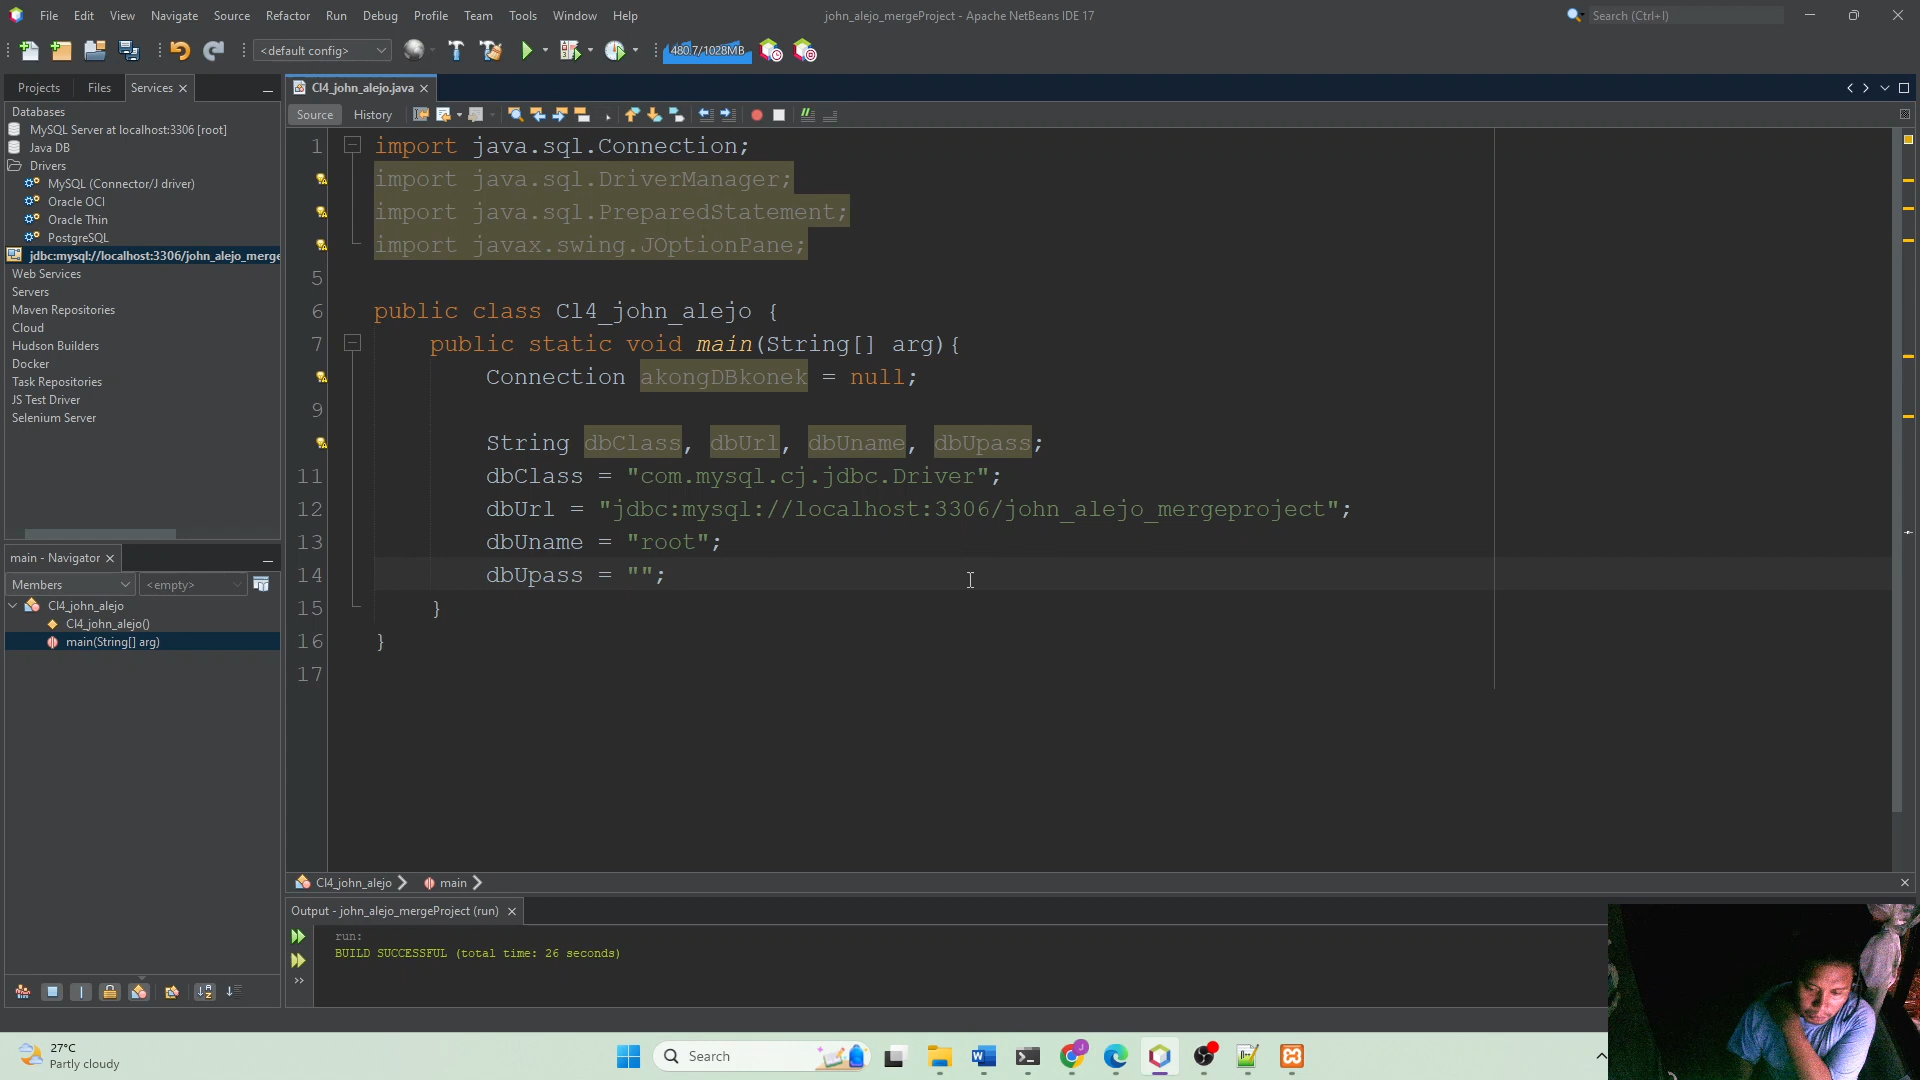 File Edit View Navigate Source Refactor Run Debug Profile Team Tools Window Help
john_alejo_mergeProject - Apache NetBeans IDE 17
Search (Ctrl+I)
<default config>
480.7/1028MB
Projects Files Services
Cl4_john_alejo.java
Source History
Databases
MySQL Server at localhost:3306 [root]
Java DB
Drivers
MySQL (Connector/J driver)
Oracle OCI
Oracle Thin
PostgreSQL
jdbc:mysql://localhost:3306/john_alejo_merge
Web Services
Servers
Maven Repositories
Cloud
Hudson Builders
Docker
Task Repositories
JS Test Driver
Selenium Server
main - Navigator
Members
<empty>
Cl4_john_alejo
Cl4_john_alejo()
main(String[] arg)
1 import java.sql.Connection;
import java.sql.DriverManager;
import java.sql.PreparedStatement;
import javax.swing.JOptionPane;
5
6 public class Cl4_john_alejo {
7 public static void main(String[] arg){
Connection akongDBkonek = null;
9
String dbClass, dbUrl, dbUname, dbUpass;
11 dbClass = "com.mysql.cj.jdbc.Driver";
12 dbUrl = "jdbc:mysql://localhost:3306/john_alejo_mergeproject";
13 dbUname = "root";
14 dbUpass = "";
15 }
16 }
17
Cl4_john_alejo main
Output - john_alejo_mergeProject (run)
run:
BUILD SUCCESSFUL (total time: 26 seconds)
27°C
Partly cloudy
Search